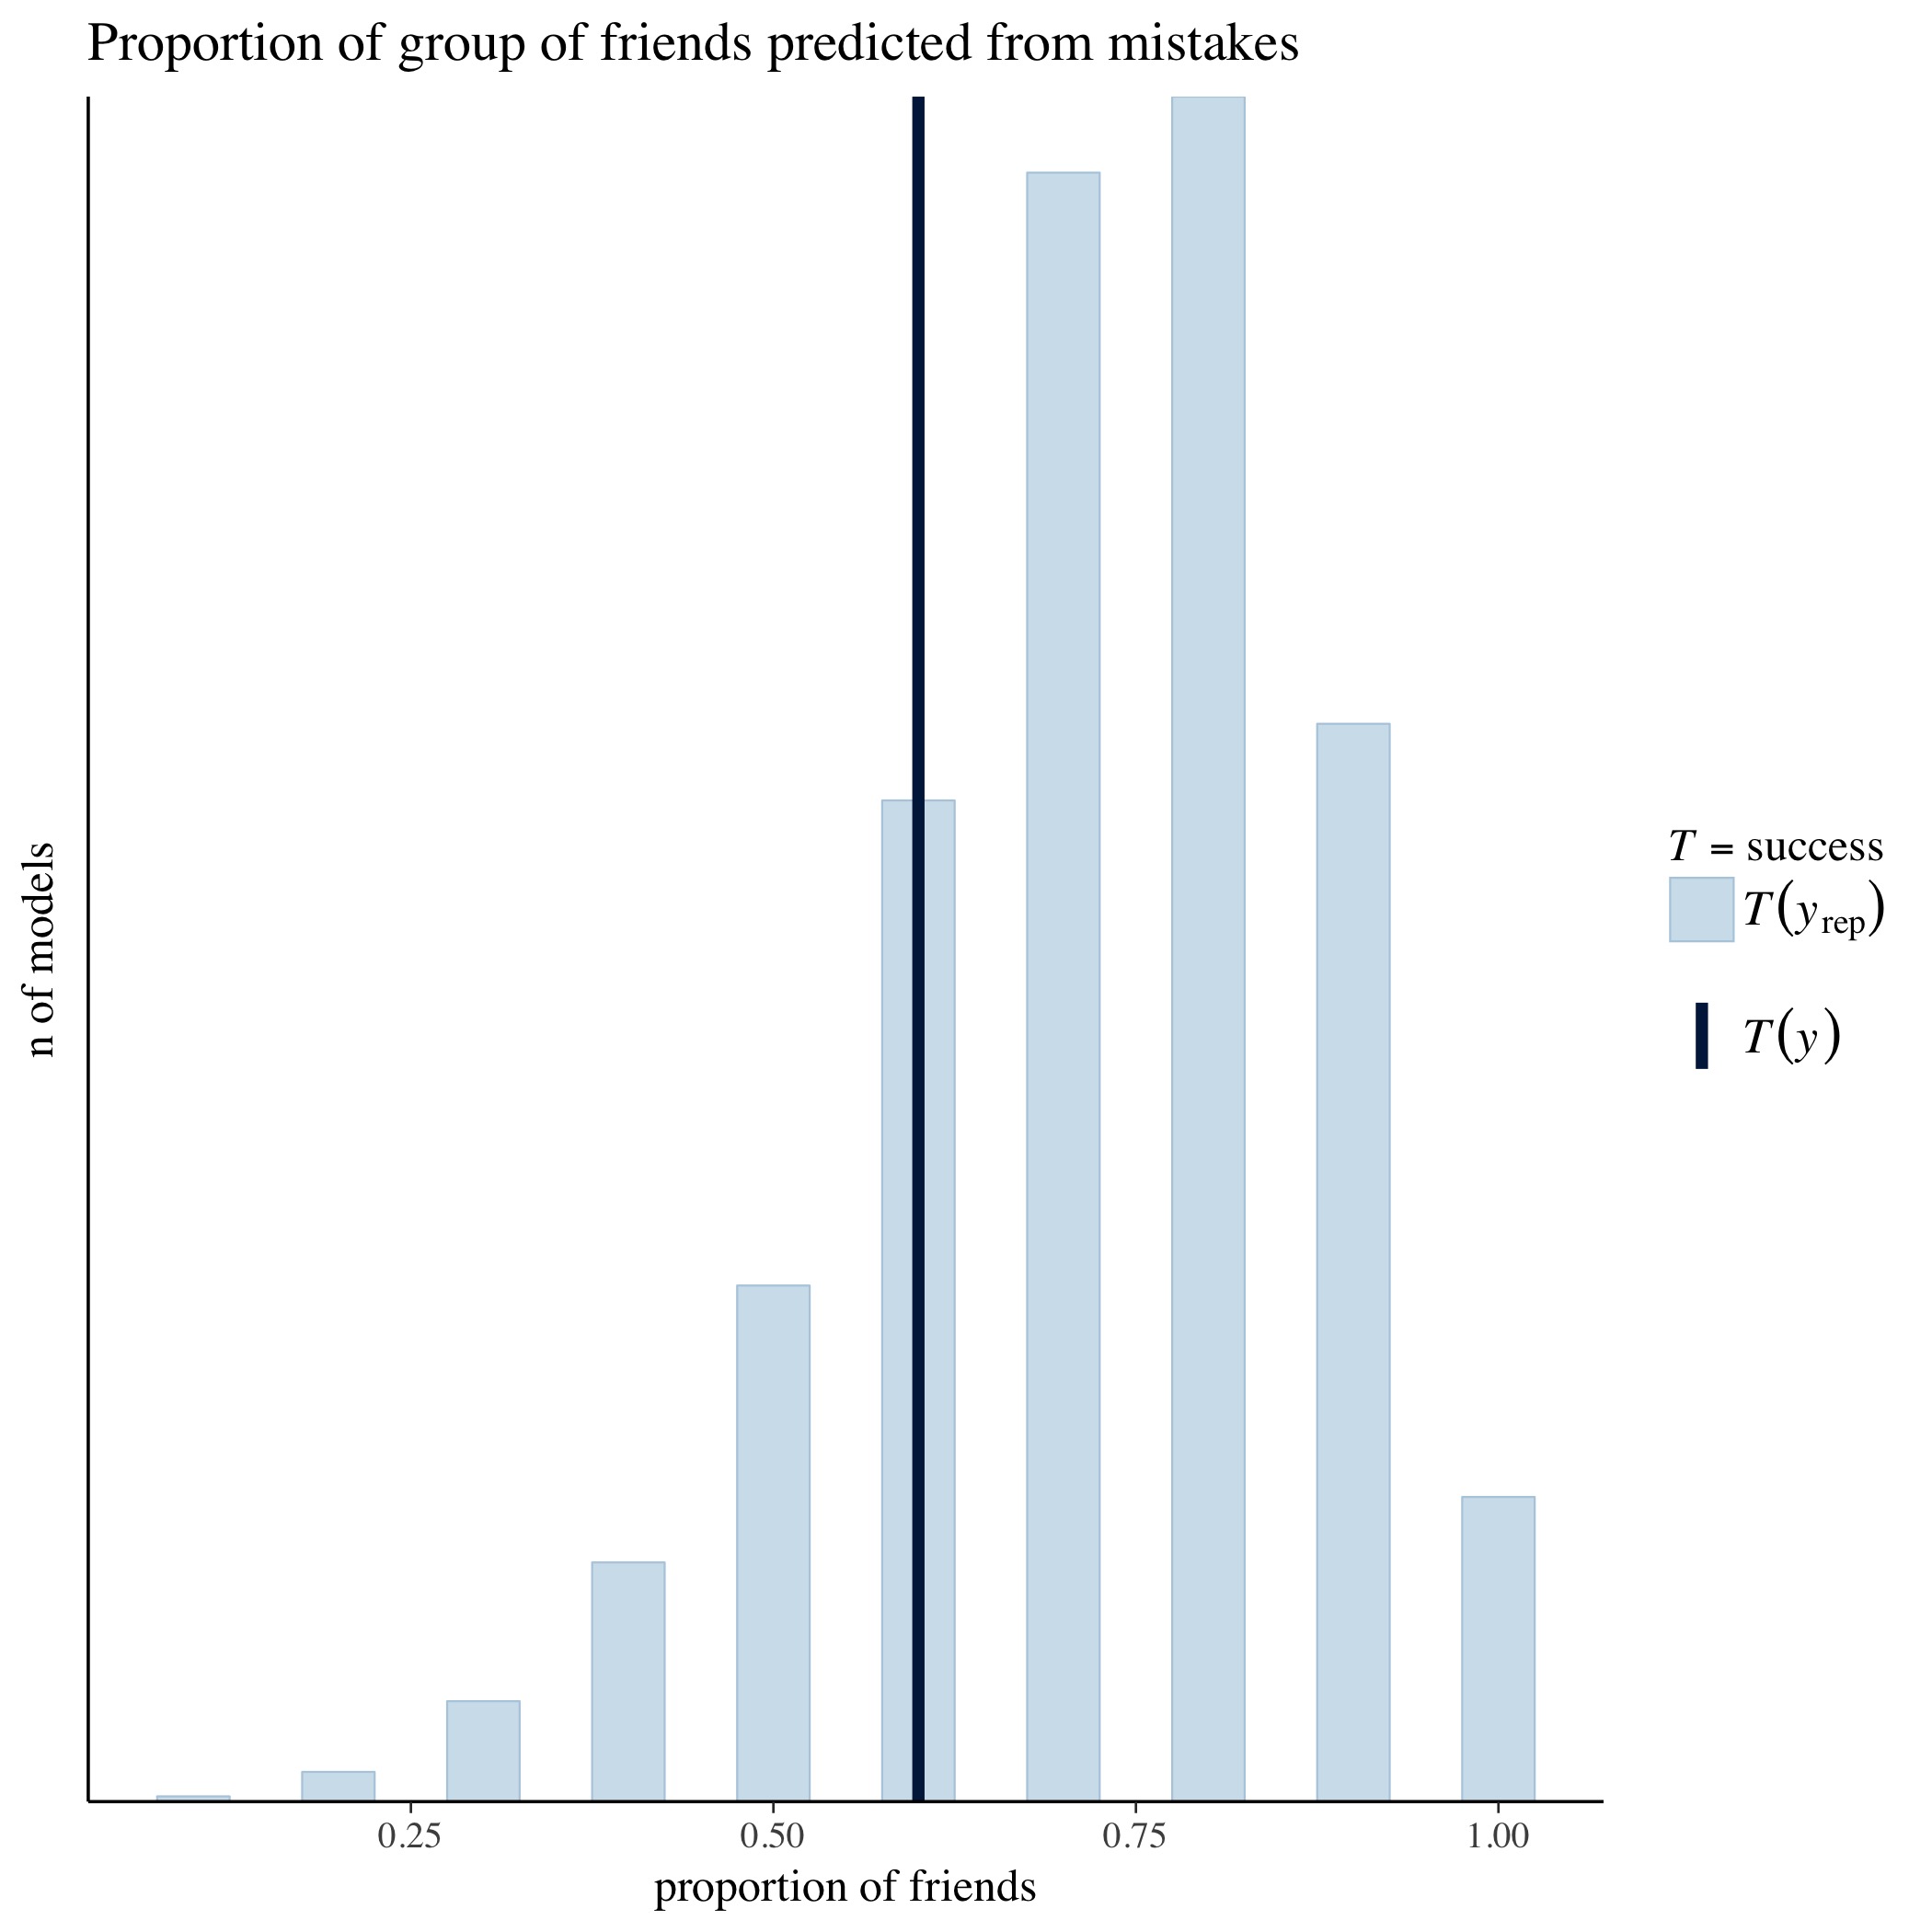 Proportion of group of friends predicted from mistakes
n of models
T = success
T(y_rep)
T(y)
0.25 0.50 0.75 1.00
proportion of friends